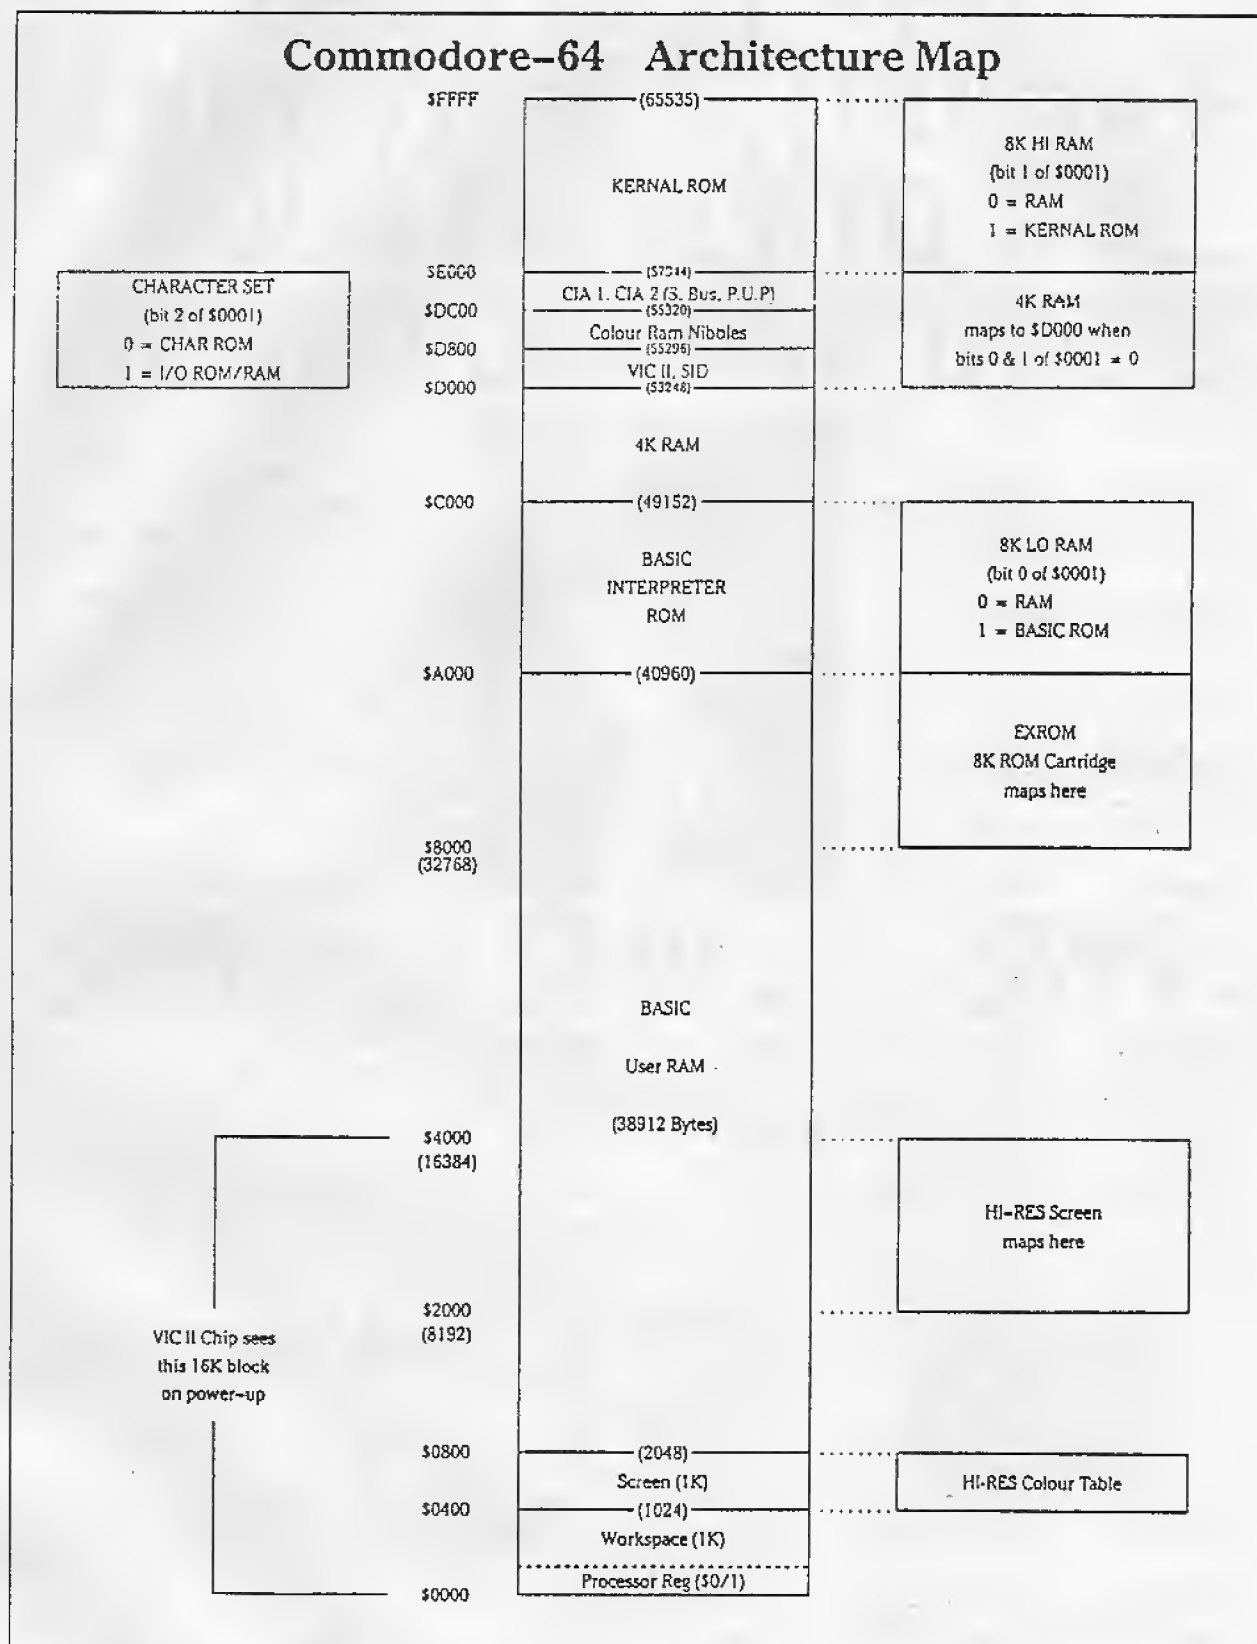 Commodore-64 Architecture Map
$FFFF
(65535)
KERNAL ROM
8K HI RAM
(bit 1 of $0001)
0 = RAM
1 = KERNAL ROM
$E000
(57344)
CHARACTER SET
(bit 2 of $0001)
0 = CHAR ROM
1 = I/O ROM/RAM
CIA 1, CIA 2 (S. Bus, P.U.P)
$DC00
(55320)
Colour Ram Nibbles
$D800
(55296)
VIC II, SID
$D000
(53248)
4K RAM
maps to $D000 when
bits 0 & 1 of $0001 = 0
4K RAM
$C000
(49152)
BASIC
INTERPRETER
ROM
8K LO RAM
(bit 0 of $0001)
0 = RAM
1 = BASIC ROM
$A000
(40960)
EXROM
8K ROM Cartridge
maps here
$8000
(32768)
BASIC
User RAM
(38912 Bytes)
$4000
(16384)
HI-RES Screen
maps here
$2000
(8192)
VIC II Chip sees
this 16K block
on power-up
$0800
(2048)
Screen (1K)
HI-RES Colour Table
$0400
(1024)
Workspace (1K)
Processor Reg ($0/1)
$0000